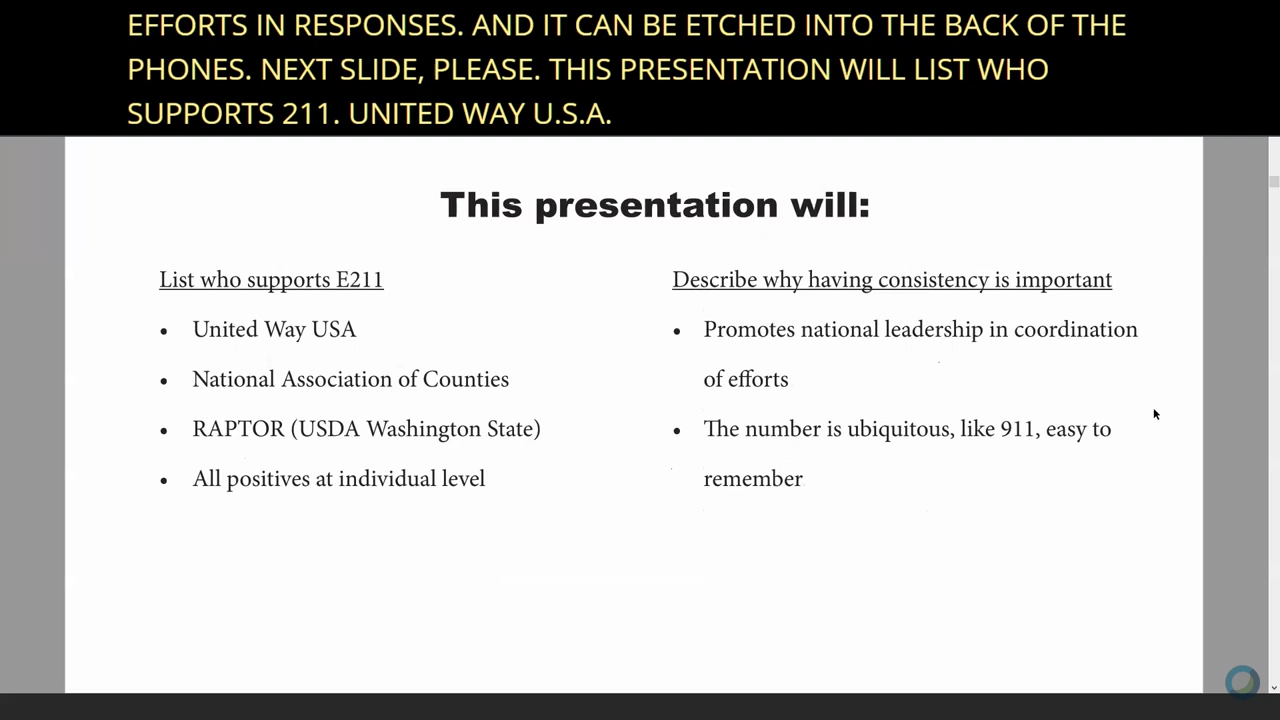 EFFORTS IN RESPONSES. AND IT CAN BE ETCHED INTO THE BACK OF THE
PHONES. NEXT SLIDE, PLEASE. THIS PRESENTATION WILL LIST WHO
SUPPORTS 211. UNITED WAY U.S.A.
This presentation will:
List who supports E211
• United Way USA
• National Association of Counties
• RAPTOR (USDA Washington State)
• All positives at individual level
Describe why having consistency is important
• Promotes national leadership in coordination
of efforts
• The number is ubiquitous, like 911, easy to
remember